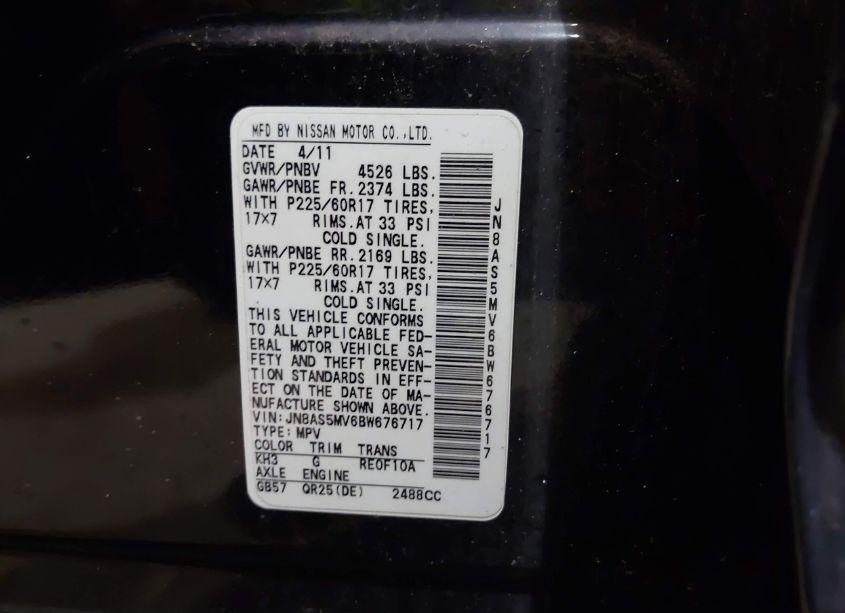 MFD BY NISSAN MOTOR CO.,LTD.
DATE 4/11
GVWR/PNBV 4526 LBS.
GAWR/PNBE FR.2374 LBS.
WITH P225/60R17 TIRES,
17×7 RIMS.AT 33 PSI
COLD SINGLE.
GAWR/PNBE RR.2169 LBS.
WITH P225/60R17 TIRES,
17×7 RIMS.AT 33 PSI
COLD SINGLE.
THIS VEHICLE CONFORMS
TO ALL APPLICABLE FED-
ERAL MOTOR VEHICLE SA-
FETY AND THEFT PREVEN-
TION STANDARDS IN EFF-
ECT ON THE DATE OF MA-
NUFACTURE SHOWN ABOVE.
VIN:JN8AS5MV6BW676717
TYPE:MPV
COLOR TRIM TRANS
KH3 G RE0F10A
AXLE ENGINE
GB57 QR25(DE) 2488CC
JN8AS5MV6BW676717